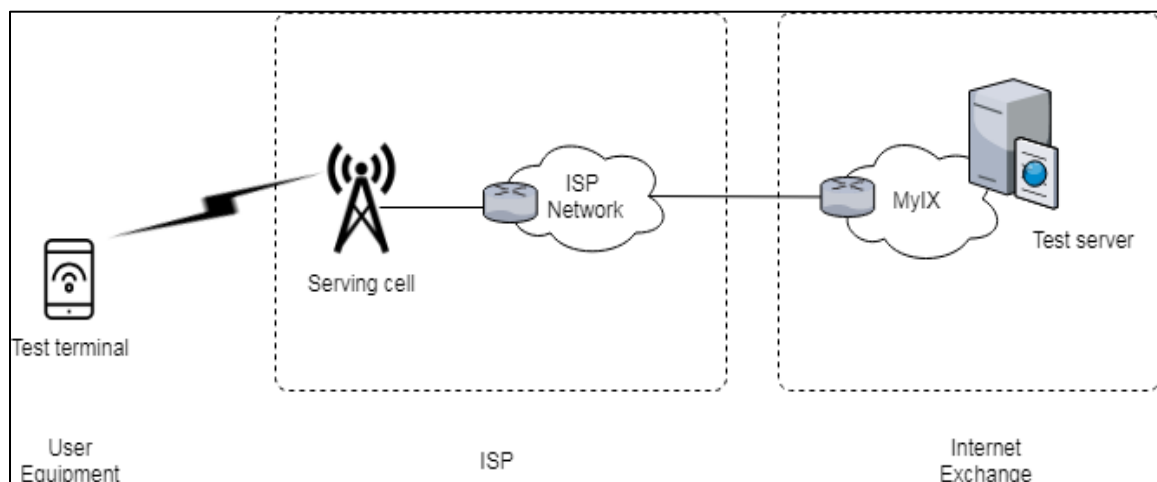 ISP
Network
MyIX
Test server
Serving cell
Test terminal
User
Equipment
ISP
Internet
Exchange